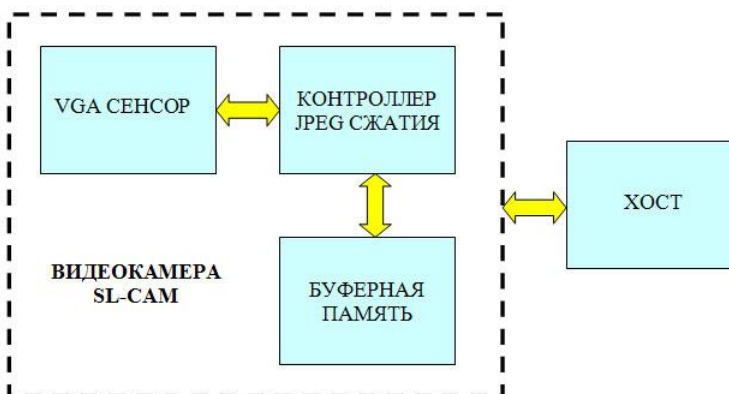 VGA СЕНСОР
КОНТРОЛЛЕР
JPEG СЖАТИЯ
ХОСТ
ВИДЕОКАМЕРА
SL-CAM
БУФЕРНАЯ
ПАМЯТЬ